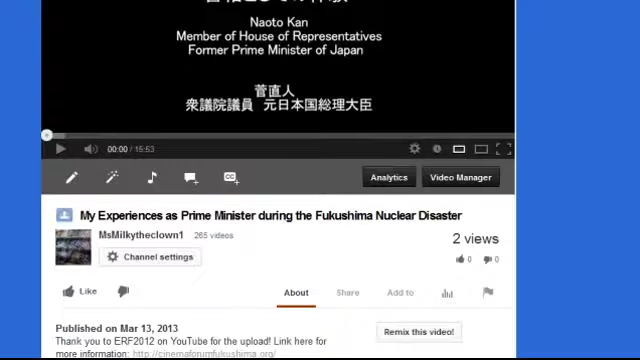 Naoto Kan
Member of House of Representatives
Former Prime Minister of Japan
菅直人
衆議院議員 元日本国総理大臣
00:00 / 15:53
CC
Analytics
Video Manager
My Experiences as Prime Minister during the Fukushima Nuclear Disaster
MsMilkytheclown1 265 videos
Channel settings
2 views
0 0
Like
About Share Add to
Published on Mar 13, 2013
Thank you to ERF2012 on YouTube for the upload! Link here for
more information: http://cinemaforumfukushima.org/
Remix this video!